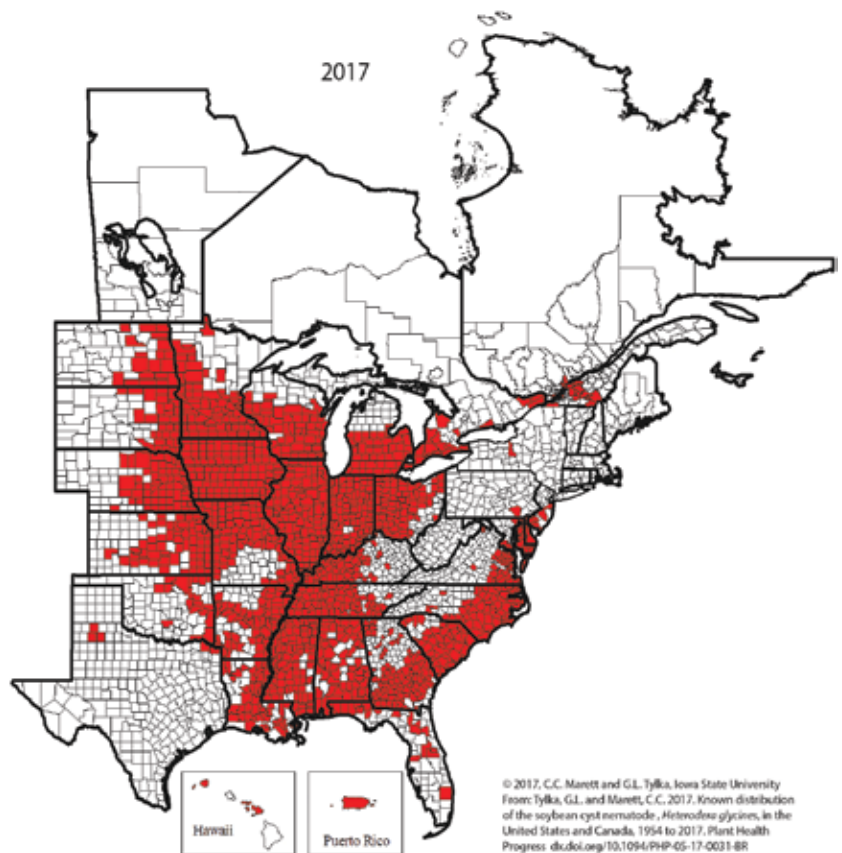 2017
Hawaii
Puerto Rico
© 2017, C.C. Marett and G.L. Tylka, Iowa State University
From: Tylka, G.L. and Marett, C.C. 2017. Known distribution
of the soybean cyst nematode, Heterodera glycines, in the
United States and Canada, 1954 to 2017. Plant Health
Progress dx.doi.org/10.1094/PHP-05-17-0031-BR